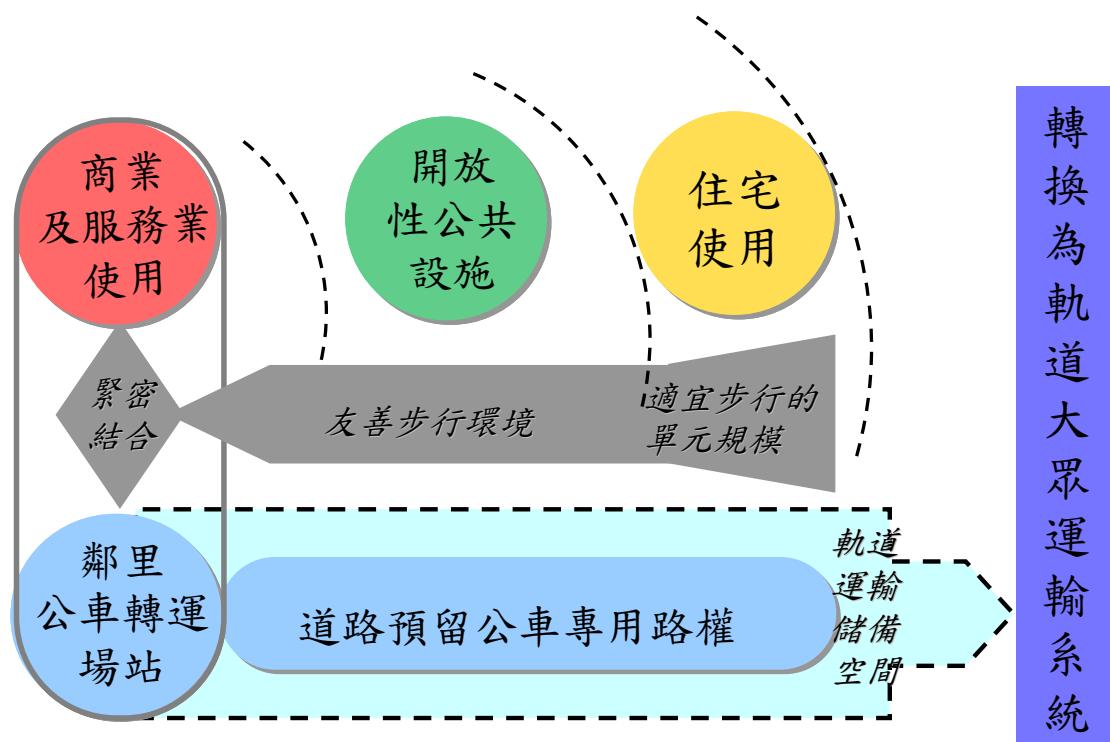 商業
及服務業
使用
開放
性公共
設施
住宅
使用
緊密
結合
友善步行環境
適宜步行的
單元規模
鄰里
公車轉運
場站
道路預留公車專用路權
軌道
運輸
儲備
空間
轉換為軌道大眾運輸系統